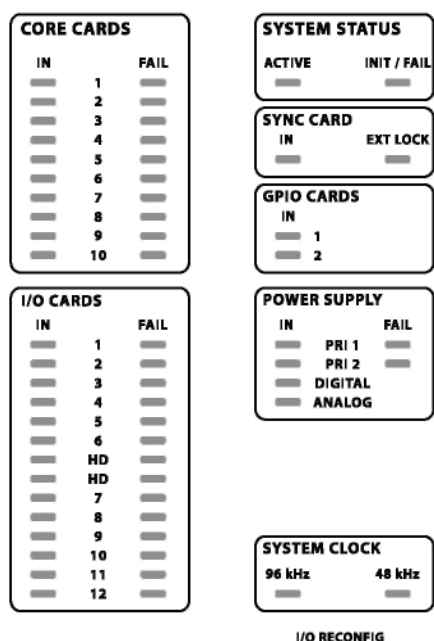 CORE CARDS
IN FAIL
1
2
3
4
5
6
7
8
9
10
I/O CARDS
IN FAIL
1
2
3
4
5
6
HD
HD
7
8
9
10
11
12
SYSTEM STATUS
ACTIVE INIT / FAIL
SYNC CARD
IN EXT LOCK
GPIO CARDS
IN
1
2
POWER SUPPLY
IN FAIL
PRI 1
PRI 2
DIGITAL
ANALOG
SYSTEM CLOCK
96 kHz 48 kHz
I/O RECONFIG